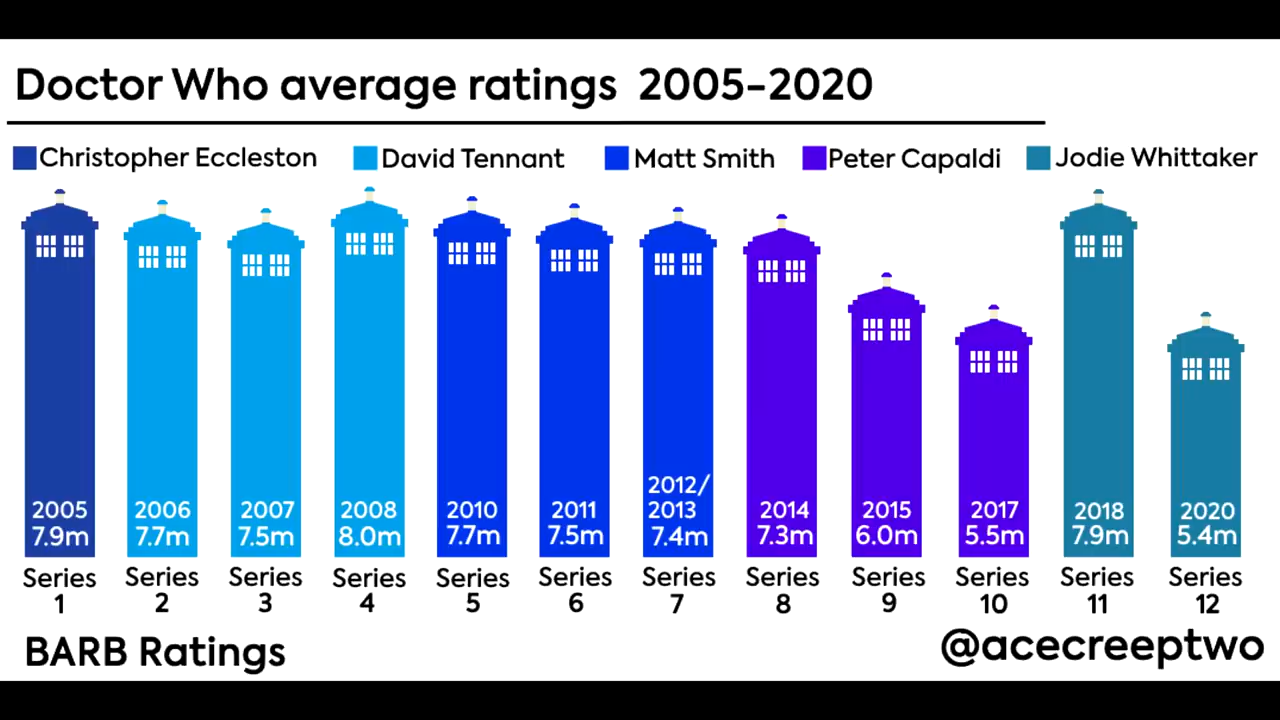 Doctor Who average ratings 2005-2020
Christopher Eccleston David Tennant Matt Smith Peter Capaldi Jodie Whittaker
2005 2006 2007 2008 2010 2011 2012/2013 2014 2015 2017 2018 2020
7.9m 7.7m 7.5m 8.0m 7.7m 7.5m 7.4m 7.3m 6.0m 5.5m 7.9m 5.4m
Series Series Series Series Series Series Series Series Series Series Series Series
1 2 3 4 5 6 7 8 9 10 11 12
BARB Ratings
@acecreeptwo